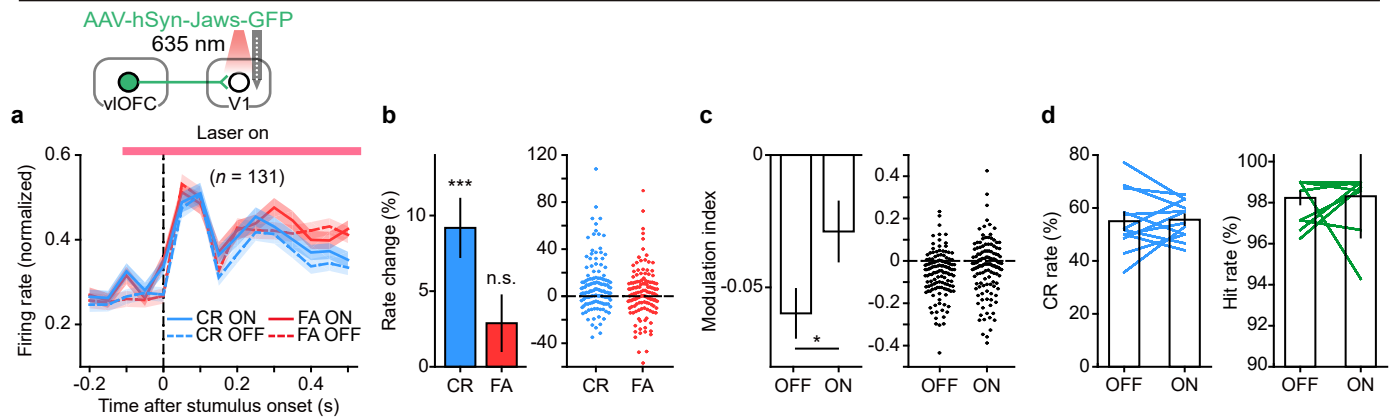 AAV-hSyn-Jaws-GFP
635 nm
vlOFC
V1
a
Laser on
Firing rate (normalized)
0.6
0.4
0.2
(n = 131)
CR ON
FA ON
CR OFF
FA OFF
-0.2
0
0.2
0.4
Time after stumulus onset (s)
b
Rate change (%)
10
5
0
***
n.s.
CR
FA
120
80
40
0
-40
CR
FA
c
Modulation index
0
-0.05
*
OFF
ON
0.4
0.2
0
-0.2
-0.4
OFF
ON
d
CR rate (%)
80
60
40
20
0
OFF
ON
Hit rate (%)
100
98
96
94
92
90
OFF
ON